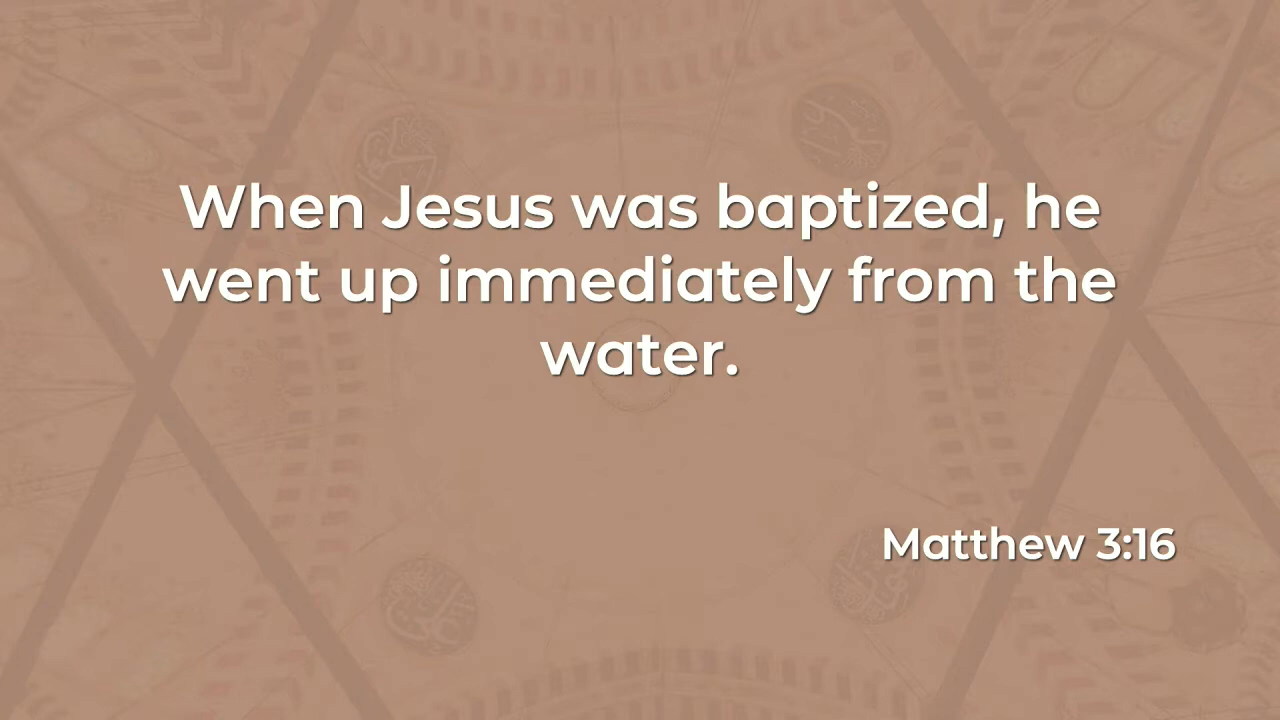 When Jesus was baptized, he
went up immediately from the
water.
Matthew 3:16